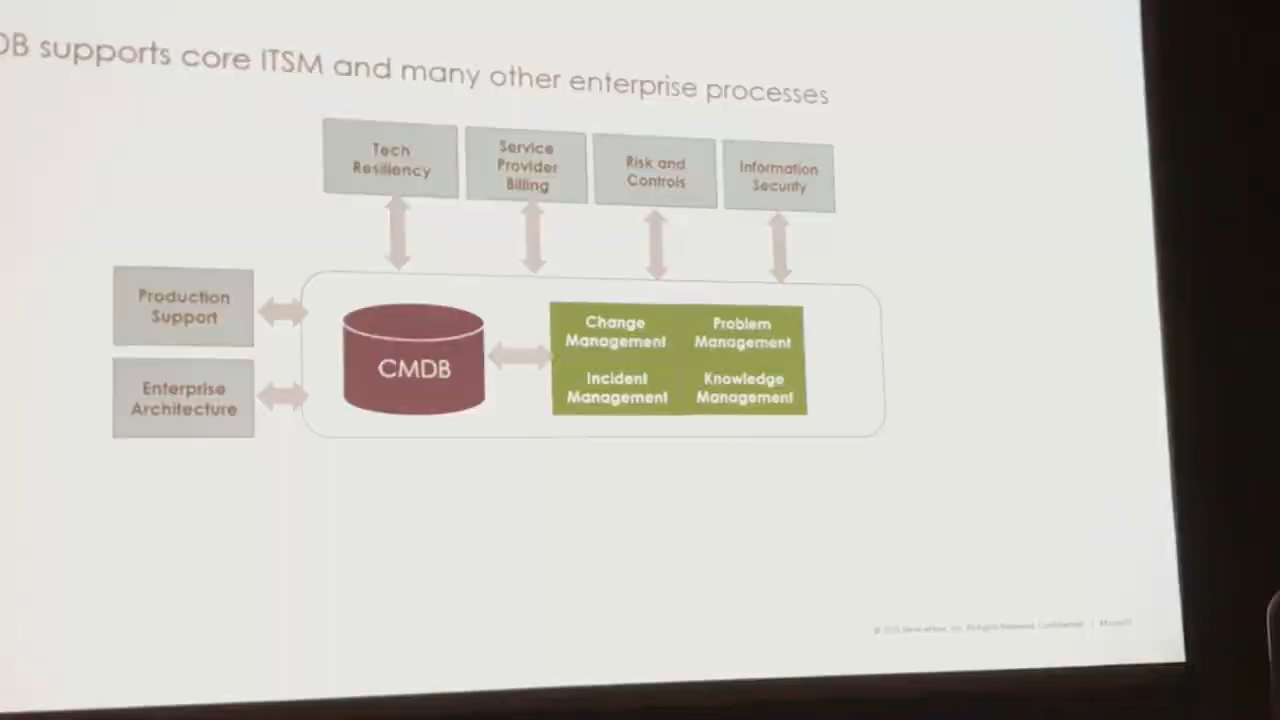 DB supports core ITSM and many other enterprise processes
Tech
Resiliency
Service
Provider
Billing
Risk and
Controls
Information
Security
Production
Support
Enterprise
Architecture
CMDB
Change
Management
Problem
Management
Incident
Management
Knowledge
Management